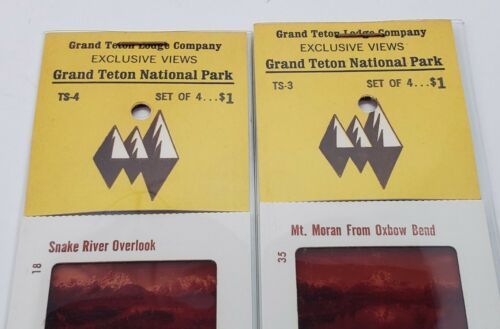 Grand Teton Lodge Company
EXCLUSIVE VIEWS
Grand Teton National Park
TS-4 SET OF 4...$1
Snake River Overlook
18
Grand Teton Lodge Company
EXCLUSIVE VIEWS
Grand Teton National Park
TS-3 SET OF 4...$1
Mt. Moran From Oxbow Bend
35